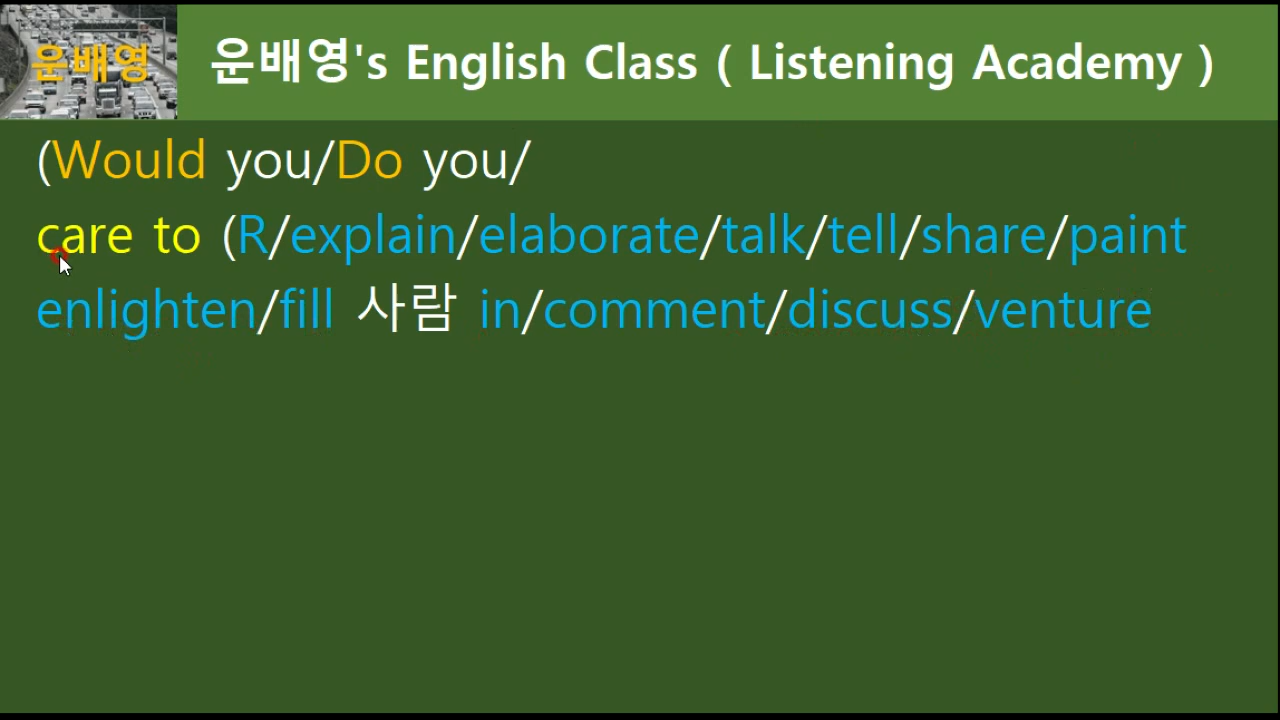 운배영
운배영's English Class ( Listening Academy )
(Would you/Do you/
care to (R/explain/elaborate/talk/tell/share/paint
enlighten/fill 사람 in/comment/discuss/venture